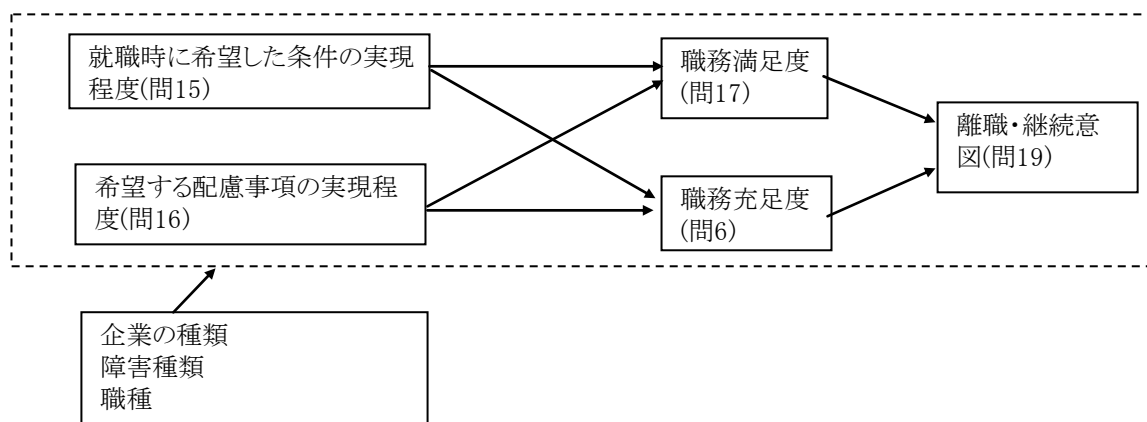 就職時に希望した条件の実現
程度(問15)
職務満足度
(問17)
離職・継続意
図(問19)
希望する配慮事項の実現程
度(問16)
職務充足度
(問6)
企業の種類
障害種類
職種